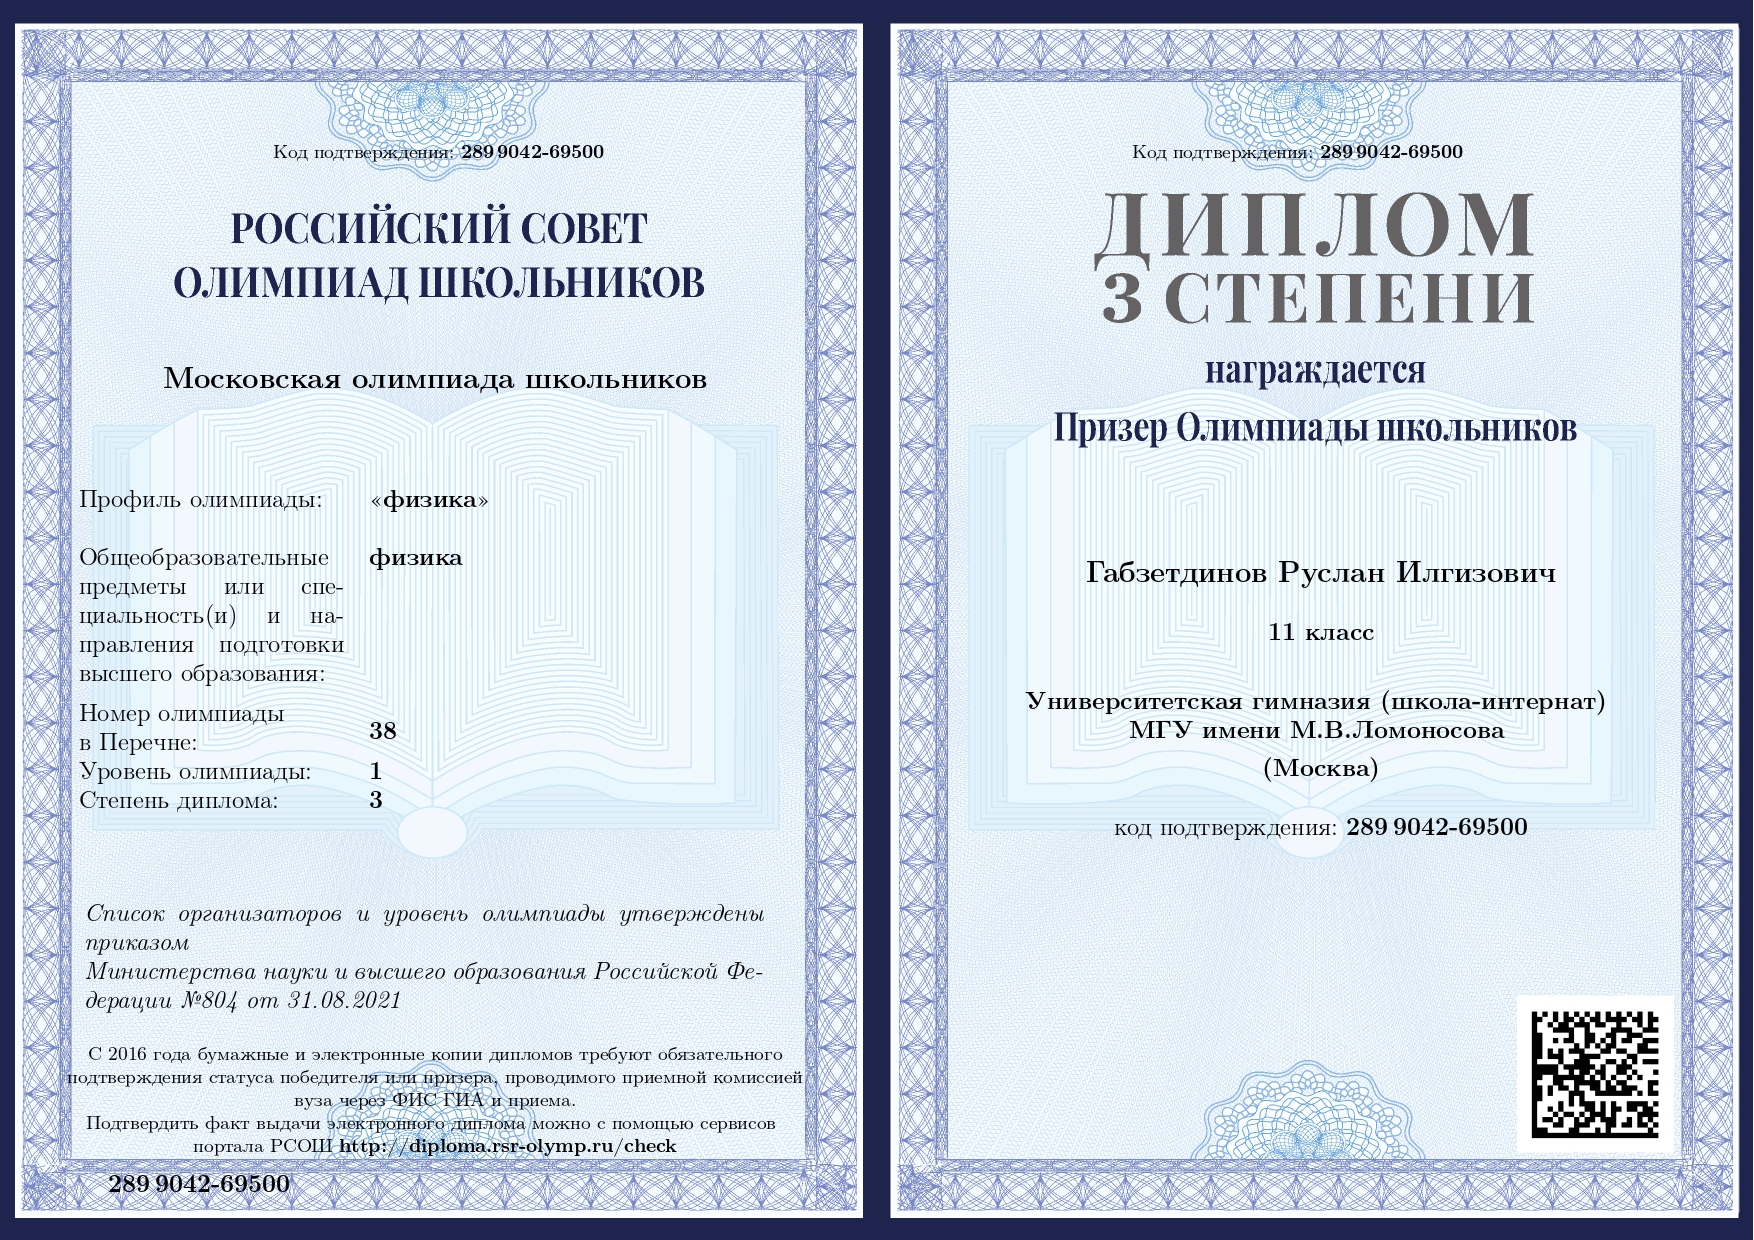 Код подтверждения: 289 9042-69500
РОССИЙСКИЙ СОВЕТ
ОЛИМПИАД ШКОЛЬНИКОВ
Московская олимпиада школьников
Профиль олимпиады: «физика»
Общеобразовательные физика
предметы или спе-
циальность(и) и на-
правления подготовки
высшего образования:
Номер олимпиады
в Перечне: 38
Уровень олимпиады: 1
Степень диплома: 3
Список организаторов и уровень олимпиады утверждены
приказом
Министерства науки и высшего образования Российской Фе-
дерации №804 от 31.08.2021
С 2016 года бумажные и электронные копии дипломов требуют обязательного
подтверждения статуса победителя или призера, проводимого приемной комиссией
вуза через ФИС ГИА и приема.
Подтвердить факт выдачи электронного диплома можно с помощью сервисов
портала РСОШ http://diploma.rsr-olymp.ru/check
289 9042-69500
Код подтверждения: 289 9042-69500
ДИПЛОМ
3 СТЕПЕНИ
награждается
Призер Олимпиады школьников
Габзетдинов Руслан Илгизович
11 класс
Университетская гимназия (школа-интернат)
МГУ имени М.В.Ломоносова
(Москва)
код подтверждения: 289 9042-69500